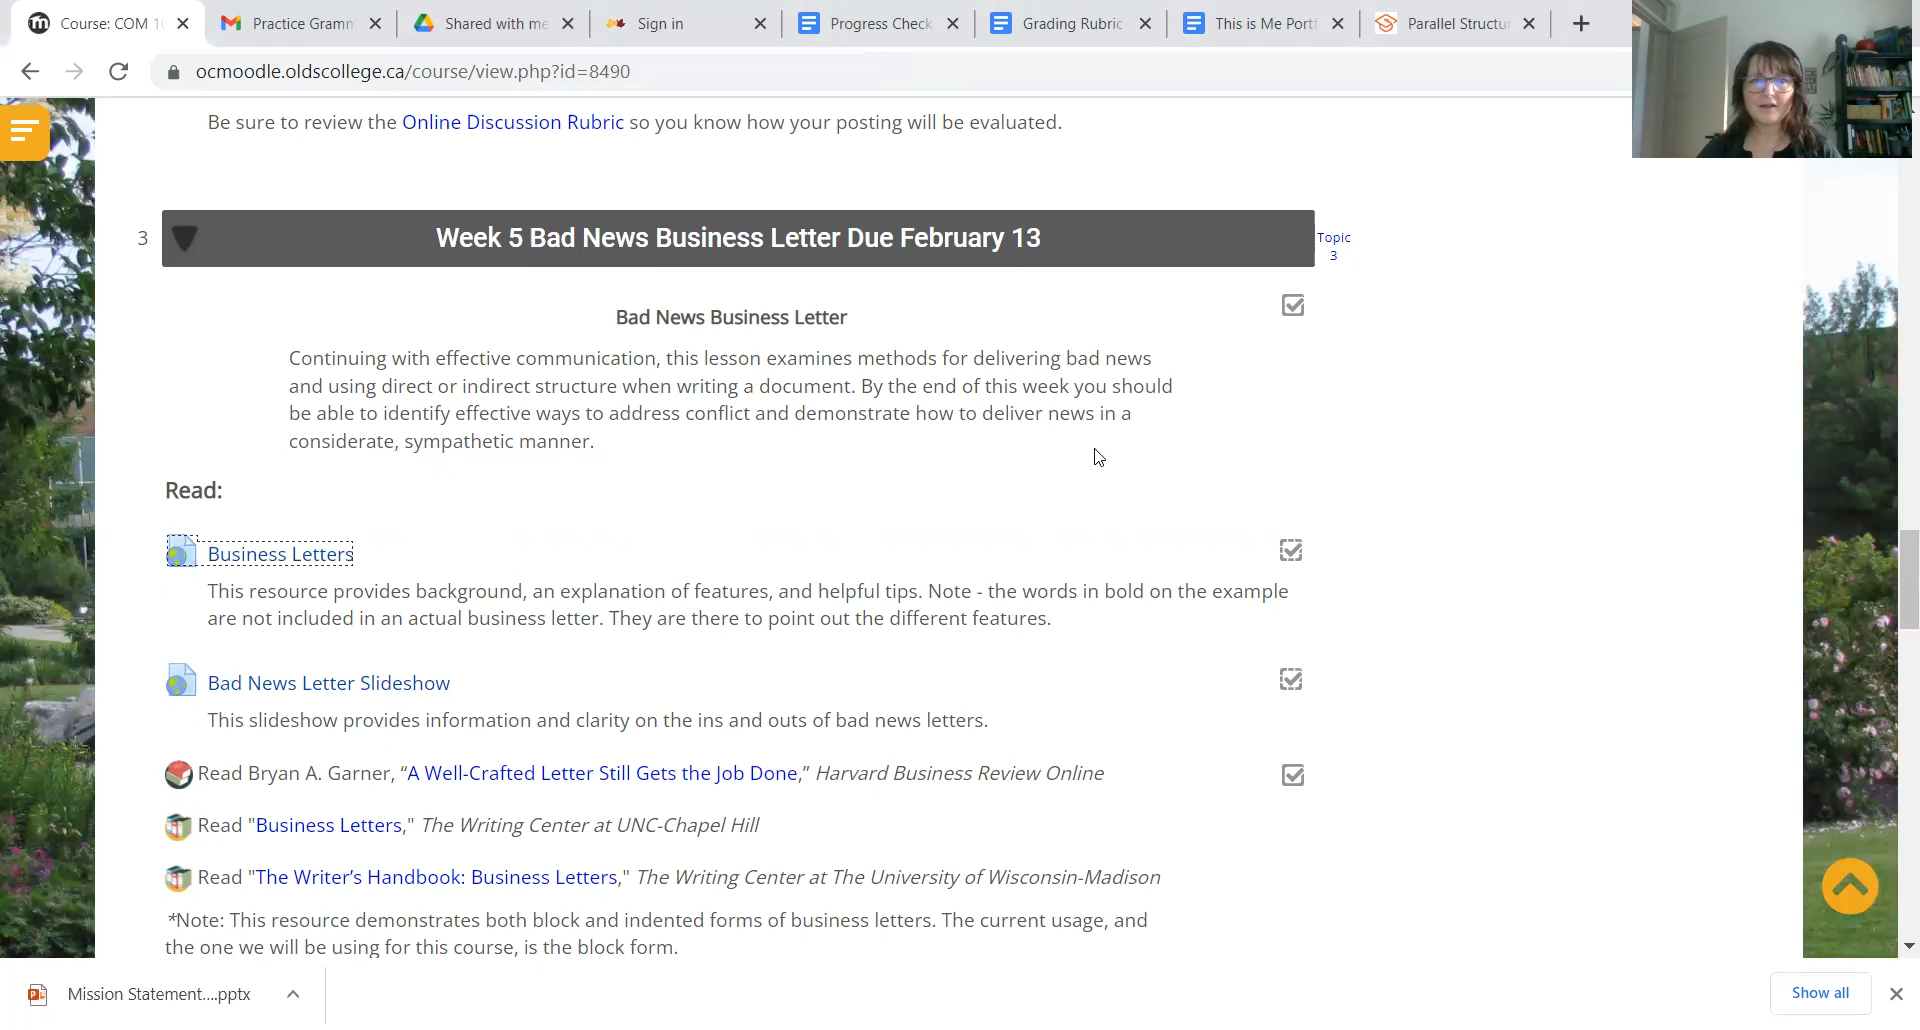 Course: COM 10
Practice Gramm
Shared with me
Sign in
Progress Check
Grading Rubric
This is Me Portf
Parallel Structur
ocmoodle.oldscollege.ca/course/view.php?id=8490
Be sure to review the Online Discussion Rubric so you know how your posting will be evaluated.
3
Week 5 Bad News Business Letter Due February 13
Topic
3
Bad News Business Letter
Continuing with effective communication, this lesson examines methods for delivering bad news
and using direct or indirect structure when writing a document. By the end of this week you should
be able to identify effective ways to address conflict and demonstrate how to deliver news in a
considerate, sympathetic manner.
Read:
Business Letters
This resource provides background, an explanation of features, and helpful tips. Note - the words in bold on the example
are not included in an actual business letter. They are there to point out the different features.
Bad News Letter Slideshow
This slideshow provides information and clarity on the ins and outs of bad news letters.
Read Bryan A. Garner, “A Well-Crafted Letter Still Gets the Job Done,” Harvard Business Review Online
Read "Business Letters," The Writing Center at UNC-Chapel Hill
Read "The Writer’s Handbook: Business Letters," The Writing Center at The University of Wisconsin-Madison
*Note: This resource demonstrates both block and indented forms of business letters. The current usage, and
the one we will be using for this course, is the block form.
Mission Statement....pptx
Show all